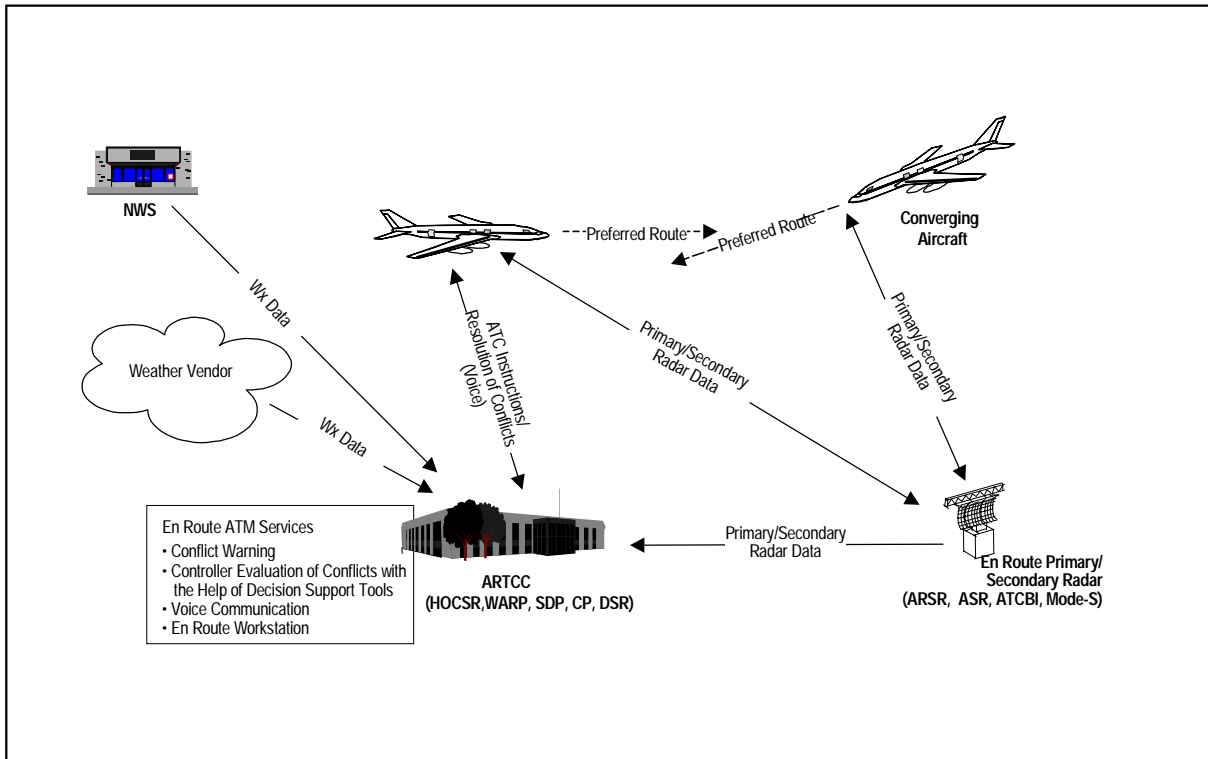 NWS
Preferred Route
Preferred Route
Converging
Aircraft
Wx Data
Weather Vendor
Wx Data
ATC Instructions/
Resolution of Conflicts
(Voice)
Primary/Secondary
Radar Data
Primary/Secondary
Radar Data
En Route ATM Services
• Conflict Warning
• Controller Evaluation of Conflicts with
the Help of Decision Support Tools
• Voice Communication
• En Route Workstation
ARTCC
(HOCSR,WARP, SDP, CP, DSR)
Primary/Secondary
Radar Data
En Route Primary/
Secondary Radar
(ARSR, ASR, ATCBI, Mode-S)